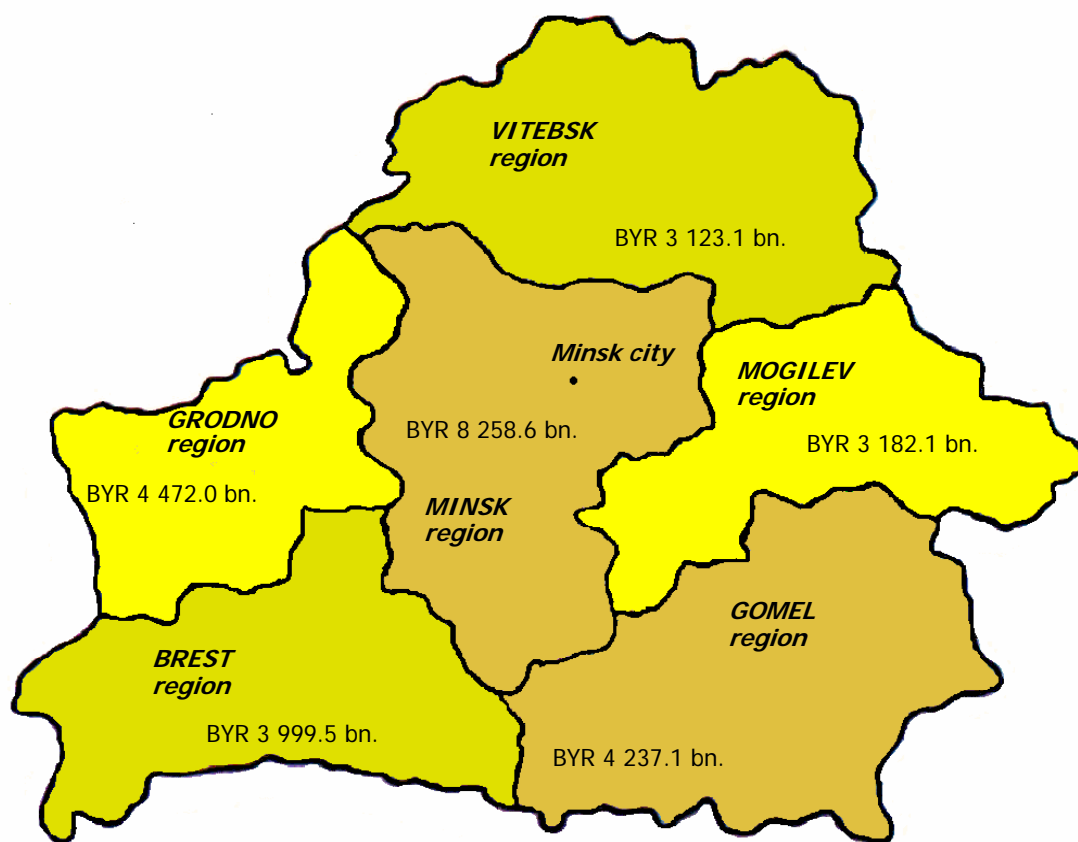 VITEBSK
region
BYR 3 123.1 bn.
Minsk city
MOGILEV
region
BYR 3 182.1 bn.
GRODNO
region
BYR 4 472.0 bn.
BYR 8 258.6 bn.
MINSK
region
GOMEL
region
BYR 4 237.1 bn.
BREST
region
BYR 3 999.5 bn.